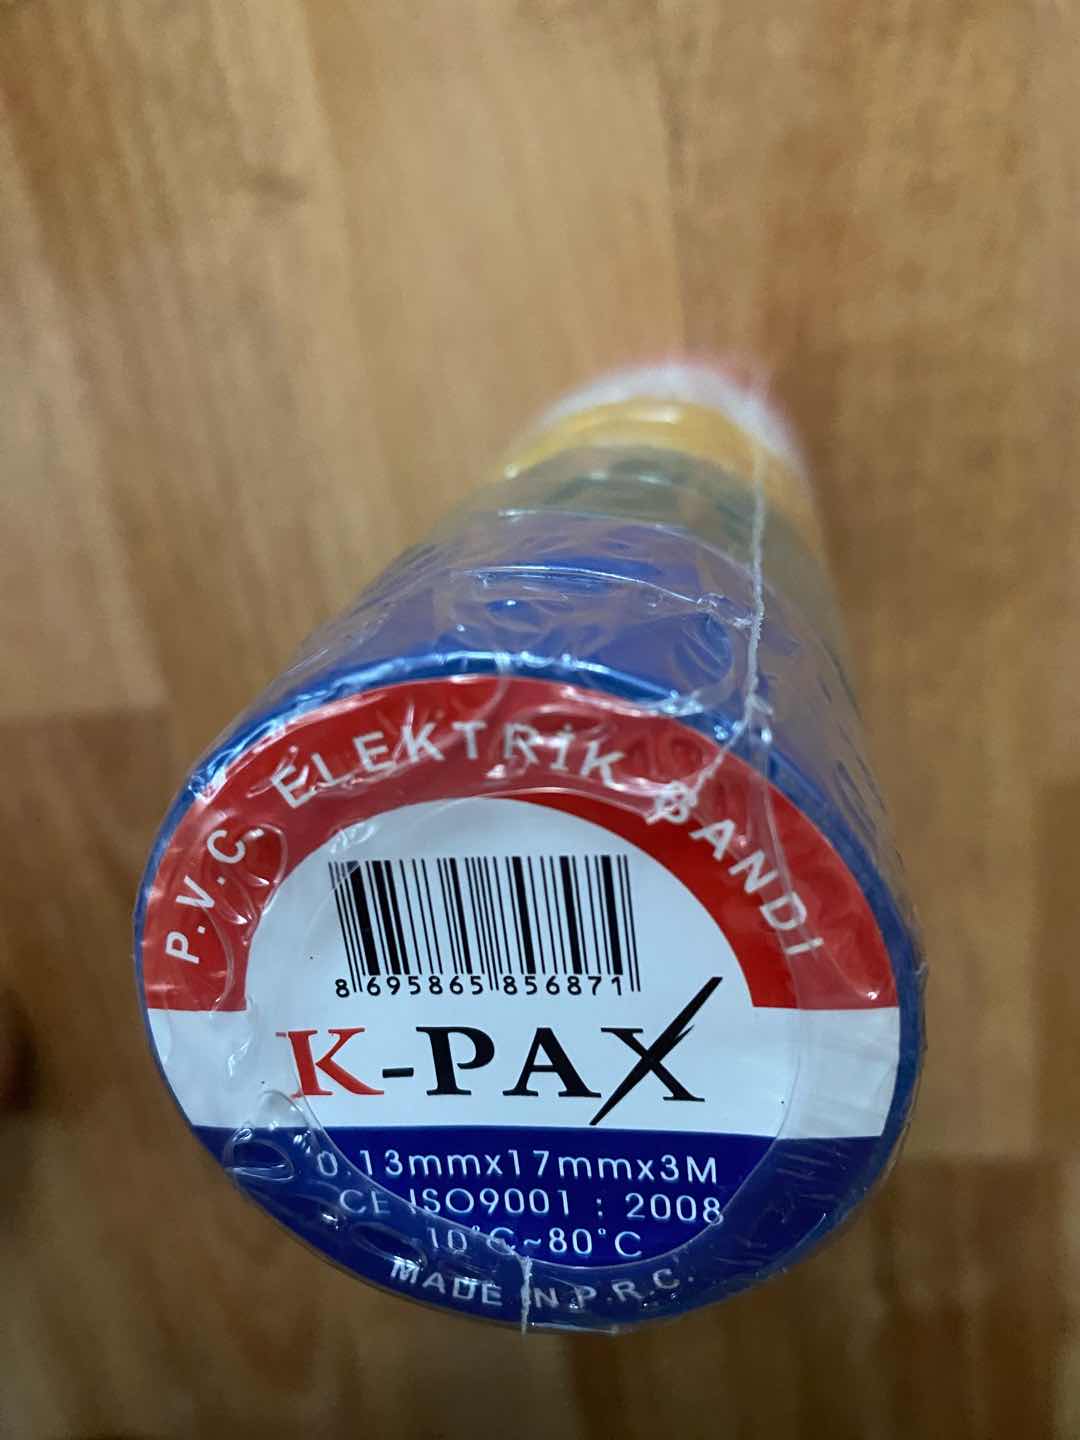 P.V.C. ELEKTRİK BANDİ
8 695865 856871
K-PAX
0.13mmx17mmx3M
CE ISO9001 : 2008
-10°C~80°C
MADE IN P.R.C.